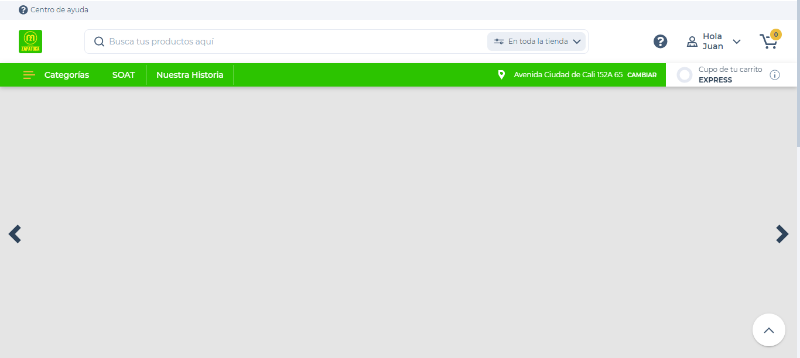 Centro de ayuda
Busca tus productos aquí
En toda la tienda
Hola
Juan
0
Categorías
SOAT
Nuestra Historia
Avenida Ciudad de Cali 152A 65 CAMBIAR
Cupo de tu carrito
EXPRESS